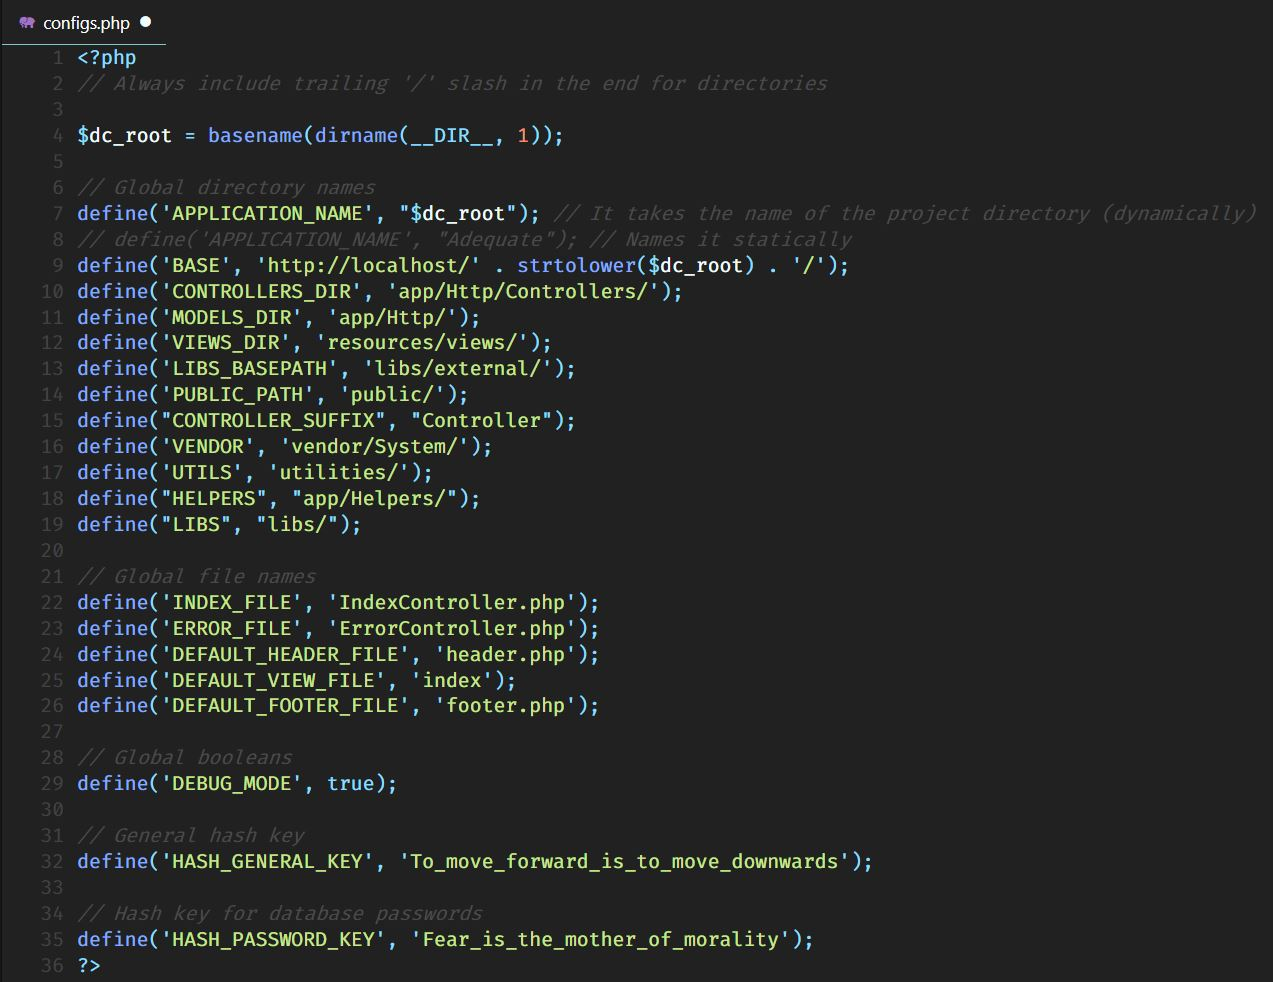 configs.php
1 <?php
2 // Always include trailing '/' slash in the end for directories
3
4 $dc_root = basename(dirname(__DIR__, 1));
5
6 // Global directory names
7 define('APPLICATION_NAME', "$dc_root"); // It takes the name of the project directory (dynamically)
8 // define('APPLICATION_NAME', "Adequate"); // Names it statically
9 define('BASE', 'http://localhost/' . strtolower($dc_root) . '/');
10 define('CONTROLLERS_DIR', 'app/Http/Controllers/');
11 define('MODELS_DIR', 'app/Http/');
12 define('VIEWS_DIR', 'resources/views/');
13 define('LIBS_BASEPATH', 'libs/external/');
14 define('PUBLIC_PATH', 'public/');
15 define("CONTROLLER_SUFFIX", "Controller");
16 define('VENDOR', 'vendor/System/');
17 define('UTILS', 'utilities/');
18 define("HELPERS", "app/Helpers/");
19 define("LIBS", "libs/");
20
21 // Global file names
22 define('INDEX_FILE', 'IndexController.php');
23 define('ERROR_FILE', 'ErrorController.php');
24 define('DEFAULT_HEADER_FILE', 'header.php');
25 define('DEFAULT_VIEW_FILE', 'index');
26 define('DEFAULT_FOOTER_FILE', 'footer.php');
27
28 // Global booleans
29 define('DEBUG_MODE', true);
30
31 // General hash key
32 define('HASH_GENERAL_KEY', 'To_move_forward_is_to_move_downwards');
33
34 // Hash key for database passwords
35 define('HASH_PASSWORD_KEY', 'Fear_is_the_mother_of_morality');
36 ?>